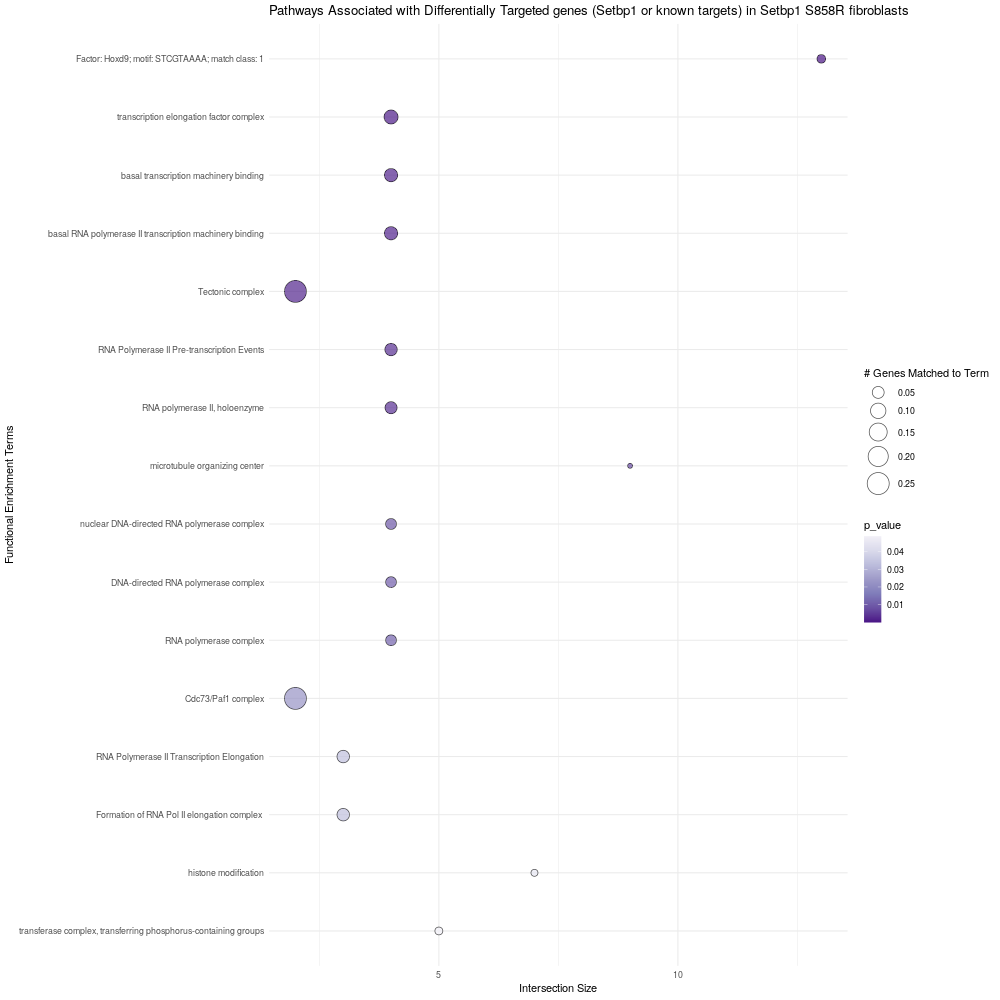 Pathways Associated with Differentially Targeted genes (Setbp1 or known targets) in Setbp1 S858R fibroblasts
Factor: Hoxd9; motif: STCGTAAAA; match class: 1
transcription elongation factor complex
basal transcription machinery binding
basal RNA polymerase II transcription machinery binding
Tectonic complex
RNA Polymerase II Pre-transcription Events
RNA polymerase II, holoenzyme
microtubule organizing center
nuclear DNA-directed RNA polymerase complex
DNA-directed RNA polymerase complex
RNA polymerase complex
Cdc73/Paf1 complex
RNA Polymerase II Transcription Elongation
Formation of RNA Pol II elongation complex
histone modification
transferase complex, transferring phosphorus-containing groups
Functional Enrichment Terms
5
10
Intersection Size
# Genes Matched to Term
0.05
0.10
0.15
0.20
0.25
p_value
0.04
0.03
0.02
0.01